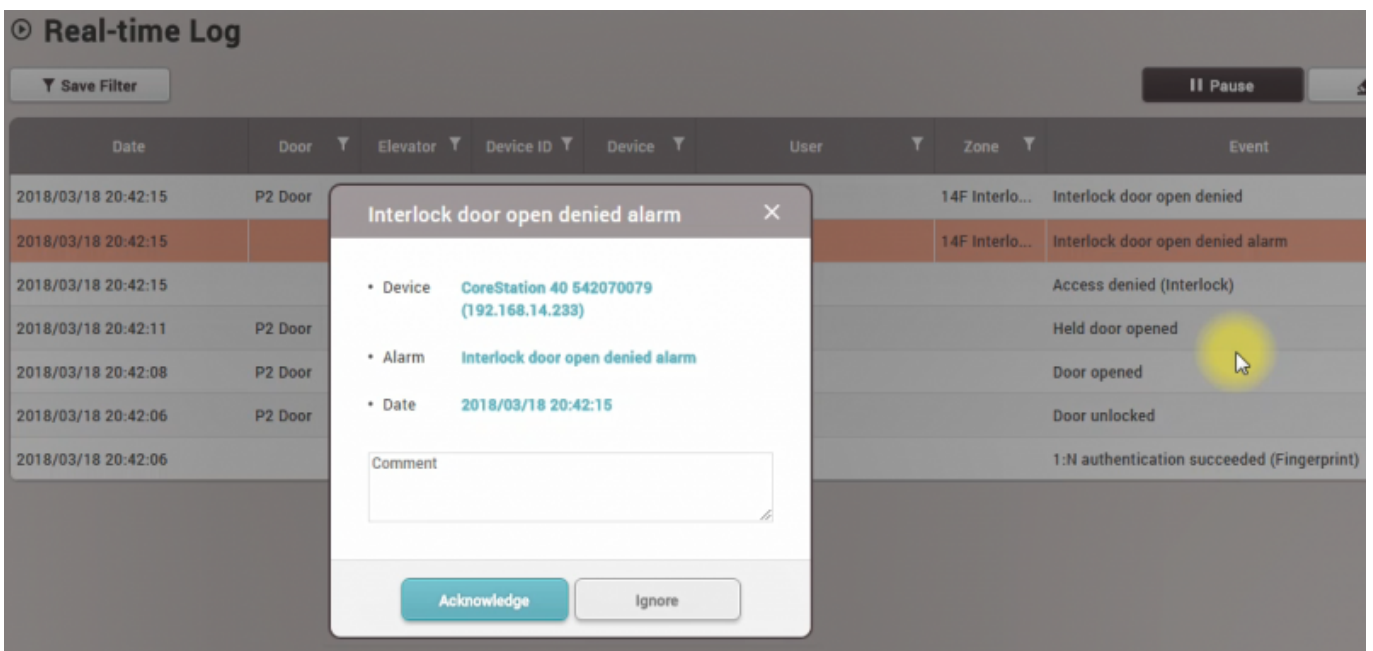 Real-time Log
Save Filter
Pause
Date Door Elevator Device ID Device User Zone Event
2018/03/18 20:42:15 P2 Door 14F Interlo... Interlock door open denied
2018/03/18 20:42:15 14F Interlo... Interlock door open denied alarm
2018/03/18 20:42:15 Access denied (Interlock)
2018/03/18 20:42:11 P2 Door Held door opened
2018/03/18 20:42:08 P2 Door Door opened
2018/03/18 20:42:06 P2 Door Door unlocked
2018/03/18 20:42:06 1:N authentication succeeded (Fingerprint)
Interlock door open denied alarm
• Device CoreStation 40 542070079
(192.168.14.233)
• Alarm Interlock door open denied alarm
• Date 2018/03/18 20:42:15
Comment
Acknowledge Ignore